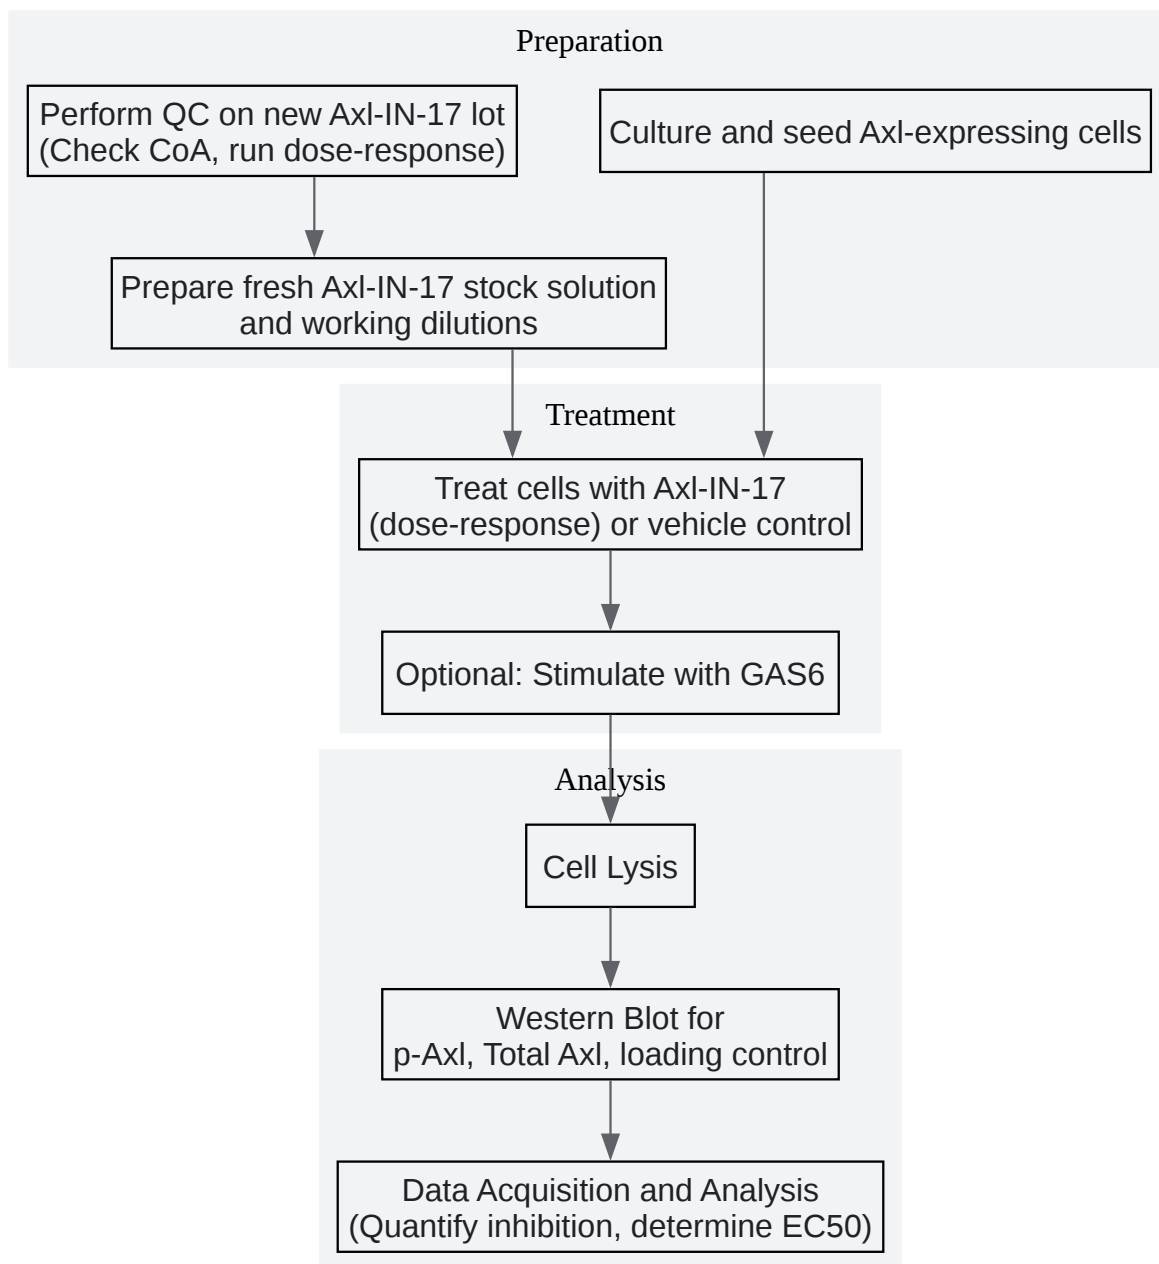 Preparation
Perform QC on new Axl-IN-17 lot
(Check CoA, run dose-response)
Culture and seed Axl-expressing cells
Prepare fresh Axl-IN-17 stock solution
and working dilutions
Treatment
Treat cells with Axl-IN-17
(dose-response) or vehicle control
Optional: Stimulate with GAS6
Analysis
Cell Lysis
Western Blot for
p-Axl, Total Axl, loading control
Data Acquisition and Analysis
(Quantify inhibition, determine EC50)